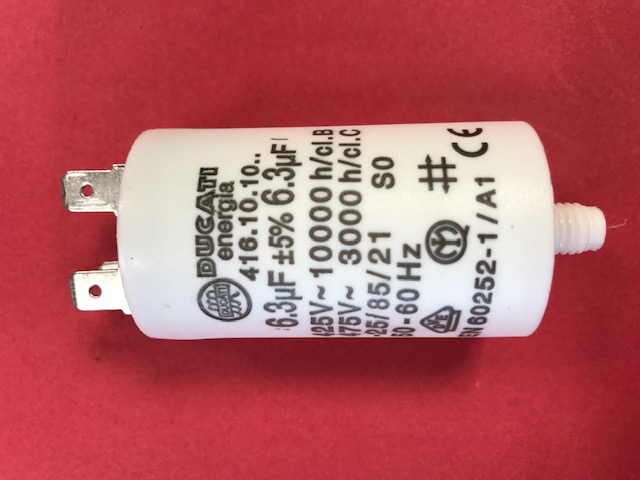 DUCATI
energia
DUCATI
416.10.10..
6.3µF ±5% 6.3µF
425V~ 10000 h/cl.B
475V~ 3000 h/cl.C
-25/85/21 S0
50-60 Hz
EN 60252-1/A1
CE